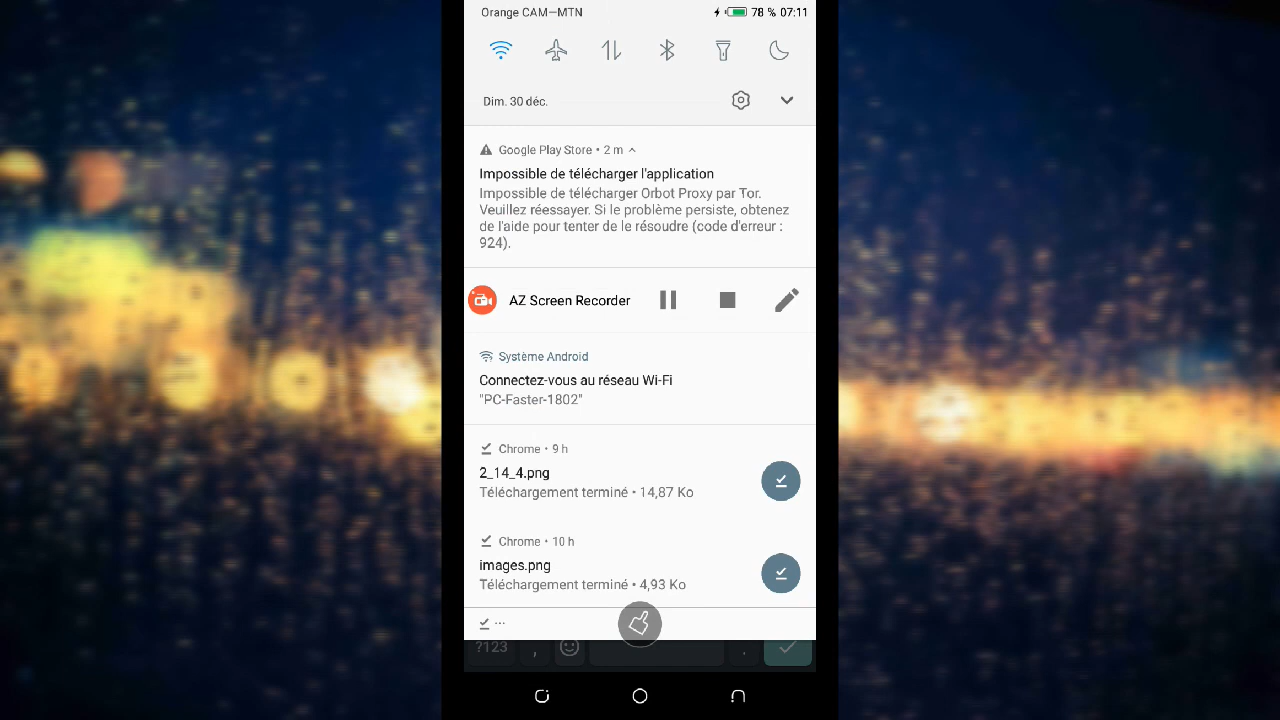 Orange CAM—MTN 78 % 07:11
Dim. 30 déc.
Google Play Store • 2 m
Impossible de télécharger l'application
Impossible de télécharger Orbot Proxy par Tor.
Veuillez réessayer. Si le problème persiste, obtenez
de l'aide pour tenter de le résoudre (code d'erreur :
924).
AZ Screen Recorder
Système Android
Connectez-vous au réseau Wi-Fi
"PC-Faster-1802"
Chrome • 9 h
2_14_4.png
Téléchargement terminé • 14,87 Ko
Chrome • 10 h
images.png
Téléchargement terminé • 4,93 Ko
...
?123 , .